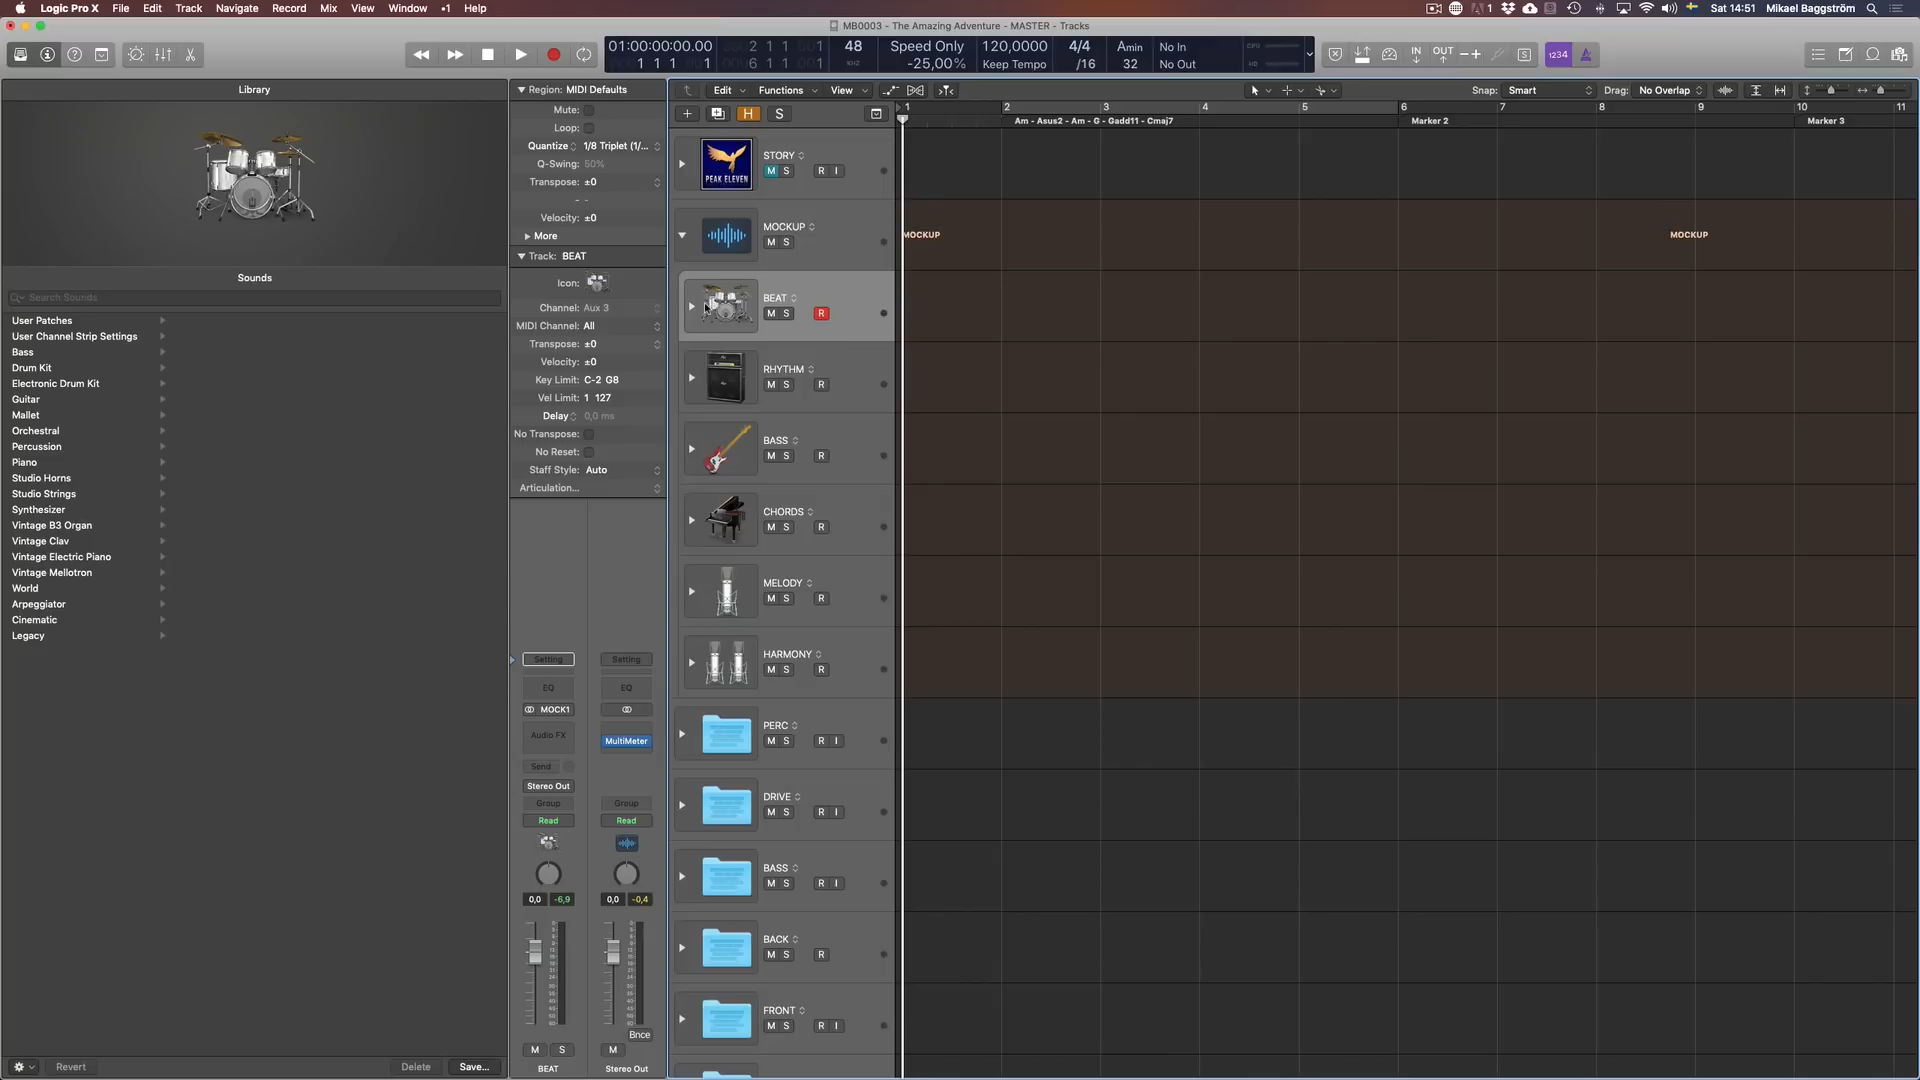 Logic Pro X File Edit Track Navigate Record Mix View Window 1 Help
Sat 14:51 Mikael Baggström
MB0003 - The Amazing Adventure - MASTER - Tracks
01:00:00:00.00 48 Speed Only 120,0000 4/4 Amin No In
1 1 1 1 KHZ -25,00% Keep Tempo /16 32 No Out
CPU
HD
IN OUT
1234
Library
Region: MIDI Defaults
Mute:
Loop:
Quantize 1/8 Triplet (1/...
Q-Swing: 50%
Transpose: ±0
- -
Velocity: ±0
More
Track: BEAT
Icon:
Channel: Aux 3
MIDI Channel: All
Transpose: ±0
Velocity: ±0
Key Limit: C-2 G8
Vel Limit: 1 127
Delay 0,0 ms
No Transpose:
No Reset:
Staff Style: Auto
Articulation...
Sounds
Search Sounds
User Patches
User Channel Strip Settings
Bass
Drum Kit
Electronic Drum Kit
Guitar
Mallet
Orchestral
Percussion
Piano
Studio Horns
Studio Strings
Synthesizer
Vintage B3 Organ
Vintage Clav
Vintage Electric Piano
Vintage Mellotron
World
Arpeggiator
Cinematic
Legacy
Revert Delete Save...
Setting Setting
EQ EQ
MOCK1
Audio FX MultiMeter
Send
Stereo Out
Group Group
Read Read
0,0 -6,9 0,0 -0,4
Bnce
M S M
BEAT Stereo Out
Edit Functions View
Snap: Smart Drag: No Overlap
H S
1 2 3 4 5 6 7 8 9 10 11
Am - Asus2 - Am - G - Gadd11 - Cmaj7 Marker 2 Marker 3
PEAK ELEVEN
STORY
M S R I
MOCKUP
M S
MOCKUP MOCKUP
BEAT
M S R
RHYTHM
M S R
BASS
M S R
CHORDS
M S R
MELODY
M S R
HARMONY
M S R
PERC
M S R I
DRIVE
M S R I
BASS
M S R I
BACK
M S R
FRONT
M S R I